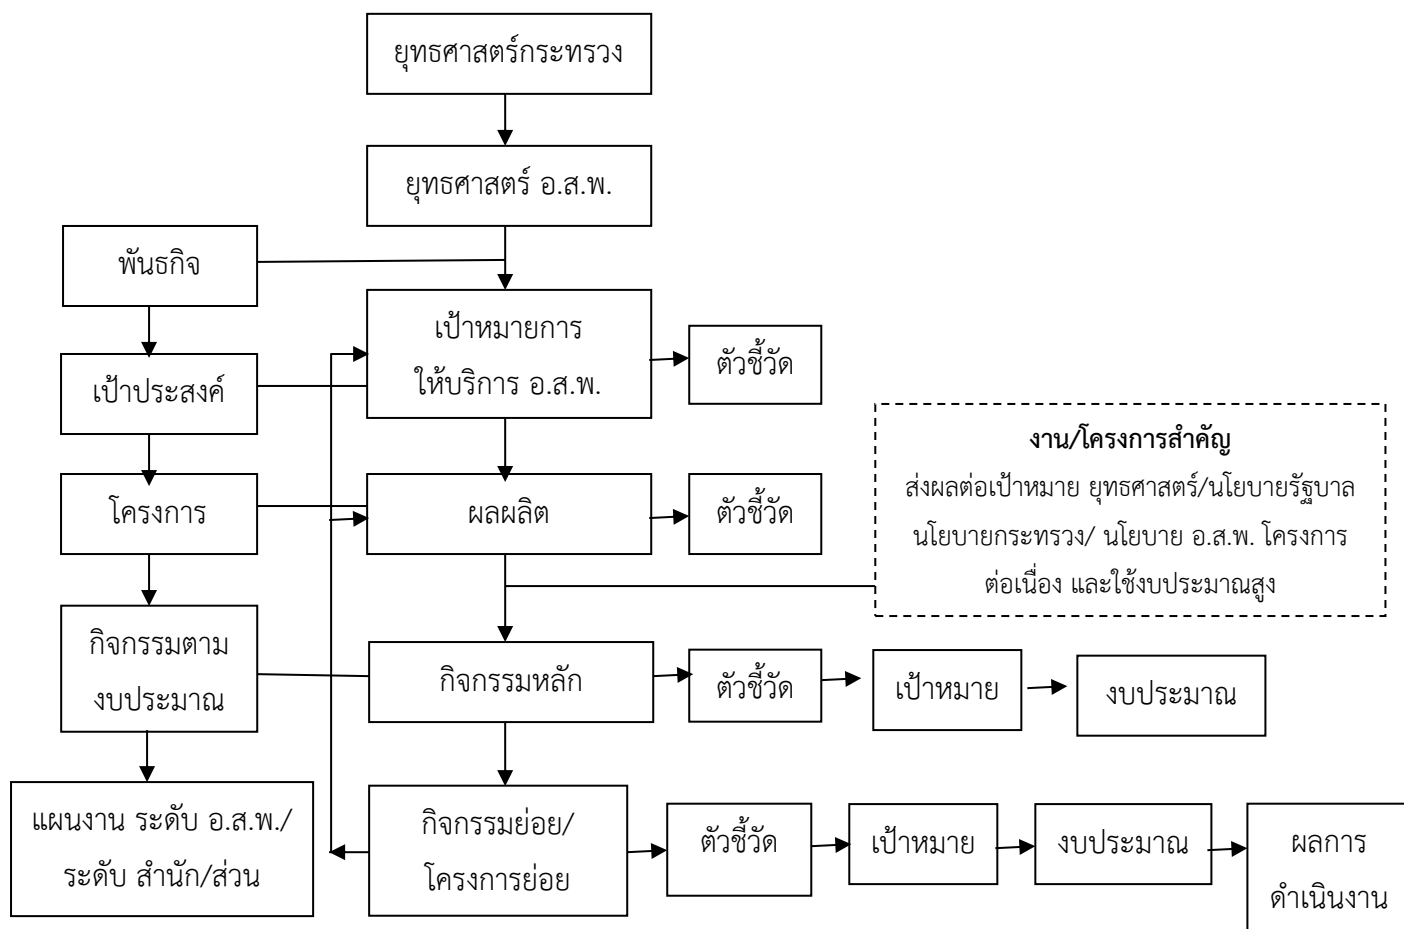 ยุทธศาสตร์กระทรวง
ยุทธศาสตร์ อ.ส.พ.
พันธกิจ
เป้าหมายการ
ให้บริการ อ.ส.พ.
ตัวชี้วัด
เป้าประสงค์
งาน/โครงการสำคัญ
ส่งผลต่อเป้าหมาย ยุทธศาสตร์/นโยบายรัฐบาล
นโยบายกระทรวง/ นโยบาย อ.ส.พ. โครงการ
ต่อเนื่อง และใช้งบประมาณสูง
โครงการ
ผลผลิต
ตัวชี้วัด
กิจกรรมตาม
งบประมาณ
กิจกรรมหลัก
ตัวชี้วัด
เป้าหมาย
งบประมาณ
แผนงาน ระดับ อ.ส.พ./
ระดับ สำนัก/ส่วน
กิจกรรมย่อย/
โครงการย่อย
ตัวชี้วัด
เป้าหมาย
งบประมาณ
ผลการ
ดำเนินงาน